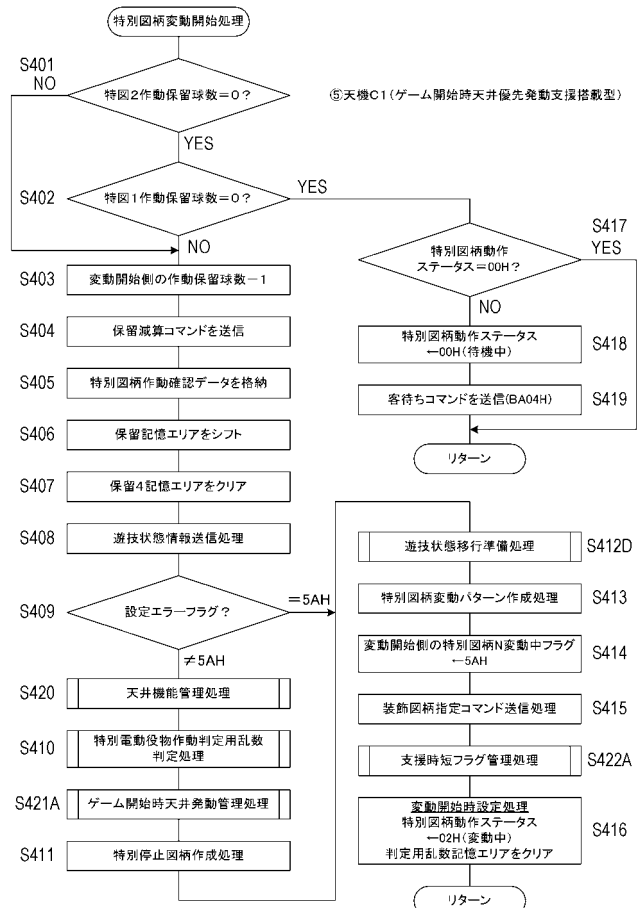 特別図柄変動開始処理
S401
NO
特図2作動保留球数=0?
⑤天機C1(ゲーム開始時天井優先発動支援搭載型)
YES
S402
特図1作動保留球数=0?
YES
NO
S417
特別図柄動作
ステータス=00H?
YES
NO
S403
変動開始側の作動保留球数-1
S404
保留減算コマンドを送信
S405
特別図柄作動確認データを格納
S406
保留記憶エリアをシフト
S407
保留4記憶エリアをクリア
S408
遊技状態情報送信処理
S409
設定エラーフラグ?
=5AH
≠5AH
S420
天井機能管理処理
S410
特別電動役物作動判定用乱数
判定処理
S421A
ゲーム開始時天井発動管理処理
S411
特別停止図柄作成処理
特別図柄動作ステータス
←00H(待機中)
S418
客待ちコマンドを送信(BA04H)
S419
リターン
遊技状態移行準備処理
S412D
特別図柄変動パターン作成処理
S413
変動開始側の特別図柄N変動中フラグ
←5AH
S414
装飾図柄指定コマンド送信処理
S415
支援時短フラグ管理処理
S422A
変動開始時設定処理
特別図柄動作ステータス
←02H(変動中)
判定用乱数記憶エリアをクリア
S416
リターン